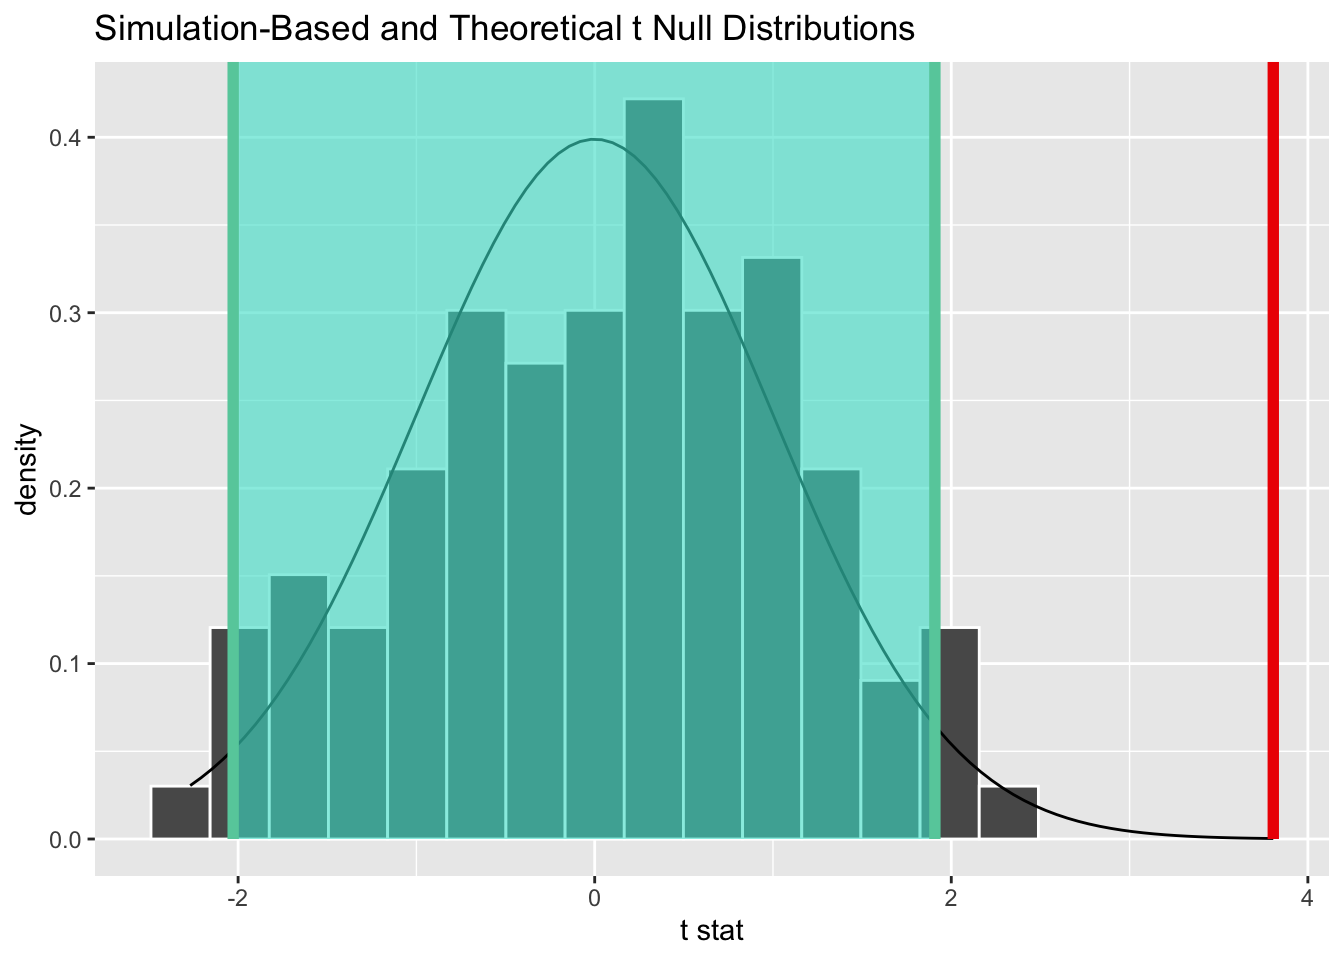 Simulation-Based and Theoretical t Null Distributions
density
0.4
0.3
0.2
0.1
0.0
-2 0 2 4
t stat